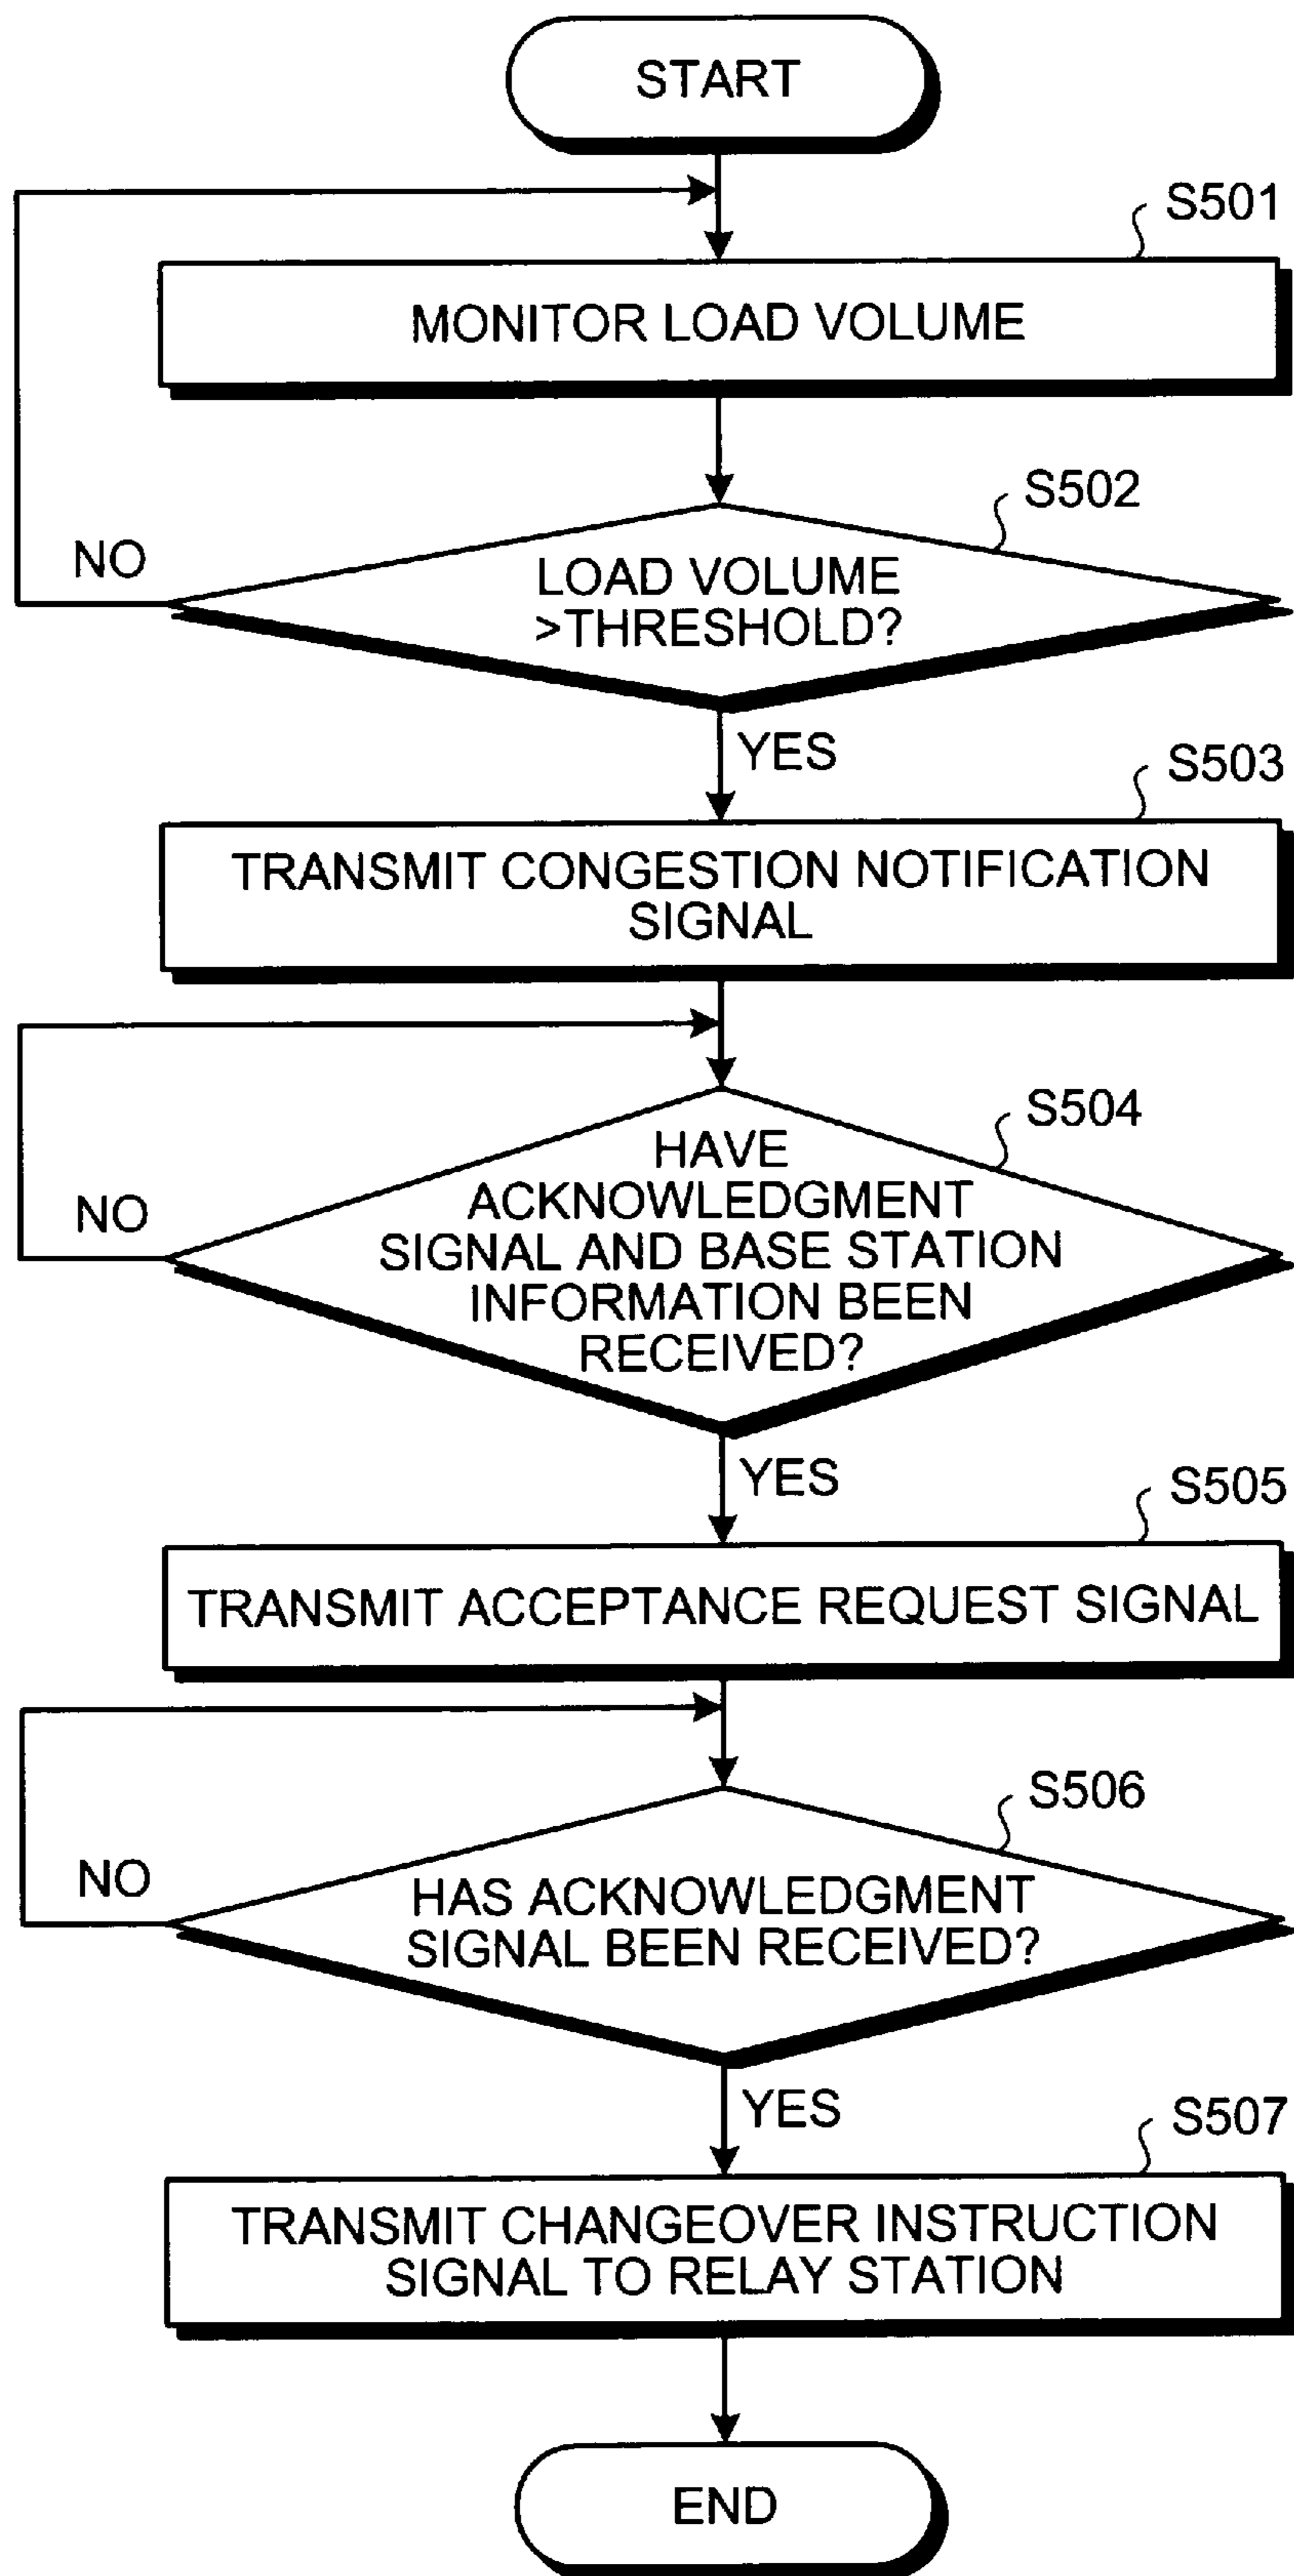 START
S501
MONITOR LOAD VOLUME
S502
NO
LOAD VOLUME
>THRESHOLD?
YES
S503
TRANSMIT CONGESTION NOTIFICATION
SIGNAL
S504
HAVE
ACKNOWLEDGMENT
SIGNAL AND BASE STATION
INFORMATION BEEN
RECEIVED?
NO
YES
S505
TRANSMIT ACCEPTANCE REQUEST SIGNAL
S506
NO
HAS ACKNOWLEDGMENT
SIGNAL BEEN RECEIVED?
YES
S507
TRANSMIT CHANGEOVER INSTRUCTION
SIGNAL TO RELAY STATION
END